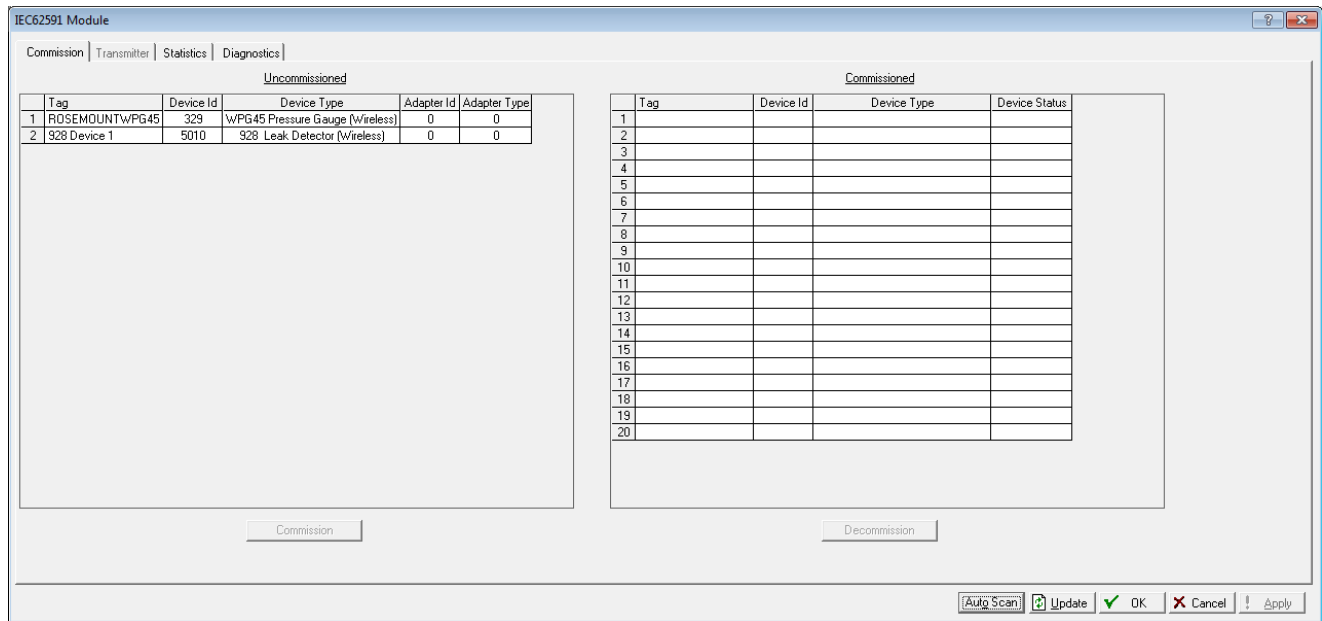 IEC62591 Module
?
Commission Transmitter Statistics Diagnostics
Uncommissioned Commissioned
Tag Device Id Device Type Adapter Id Adapter Type Tag Device Id Device Type Device Status
1 ROSEMOUNTWPG45 329 WPG45 Pressure Gauge (Wireless) 0 0 1
2 928 Device 1 5010 928 Leak Detector (Wireless) 0 0 2
3
4
5
6
7
8
9
10
11
12
13
14
15
16
17
18
19
20
Commission Decommission
Auto Scan Update OK Cancel ! Apply